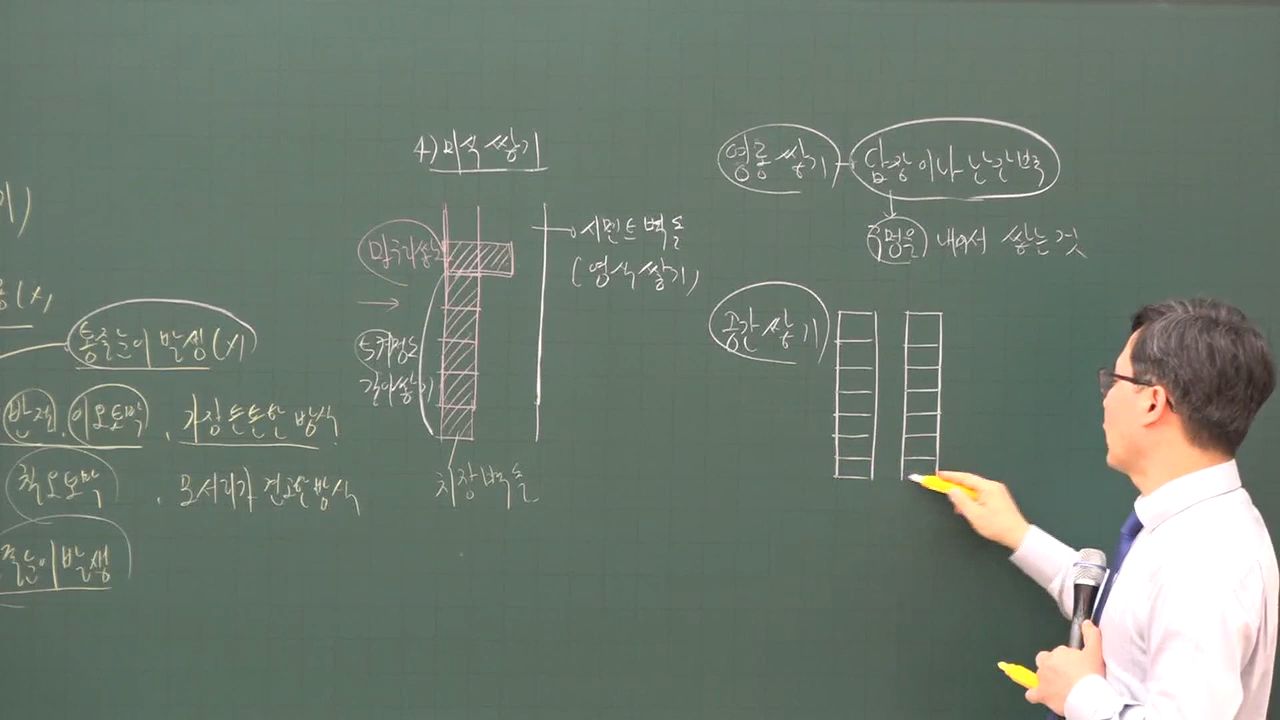 이)
(x)
통줄눈이 발생(x)
반절, 이오토막, 가장 튼튼한 방식
칠오토막, 모서리가 견고한 방식
줄눈이 발생
4) 미식쌓기
마구리쌓기
5켜정도
길이쌓기
치장벽돌
시멘트 벽돌
(영식쌓기)
영롱쌓기 - 담장이나 난간벽
구멍을 내어서 쌓는 것
공간쌓기